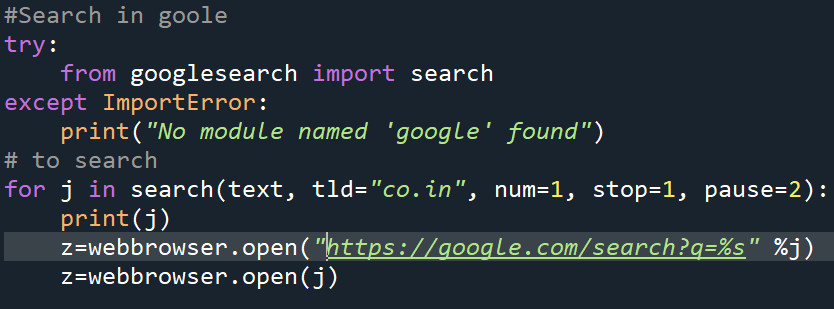 #Search in goole
try:
    from googlesearch import search
except ImportError:
    print("No module named 'google' found")
# to search
for j in search(text, tld="co.in", num=1, stop=1, pause=2):
    print(j)
    z=webbrowser.open("https://google.com/search?q=%s" %j)
    z=webbrowser.open(j)